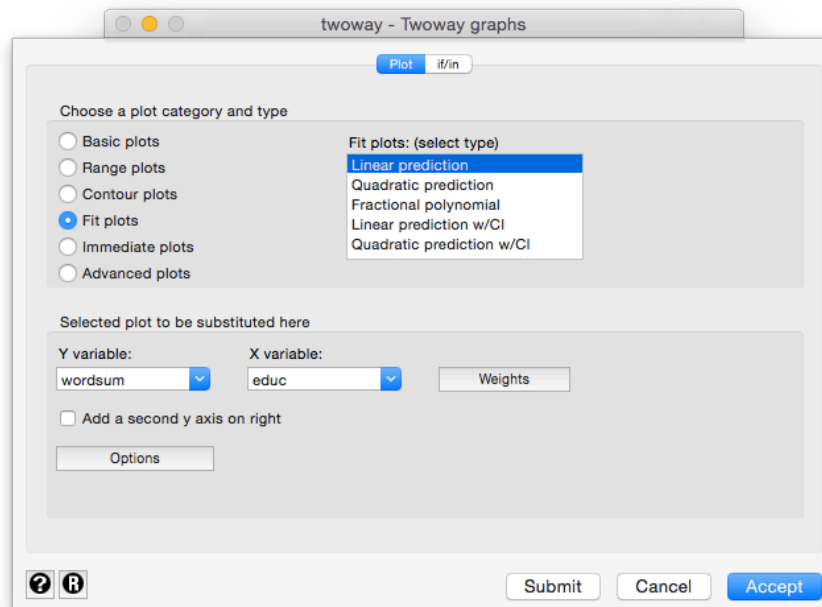 twoway - Twoway graphs
Plot if/in
Choose a plot category and type
Basic plots
Range plots
Contour plots
Fit plots
Immediate plots
Advanced plots
Fit plots: (select type)
Linear prediction
Quadratic prediction
Fractional polynomial
Linear prediction w/CI
Quadratic prediction w/CI
Selected plot to be substituted here
Y variable: X variable:
wordsum educ Weights
Add a second y axis on right
Options
? R Submit Cancel Accept